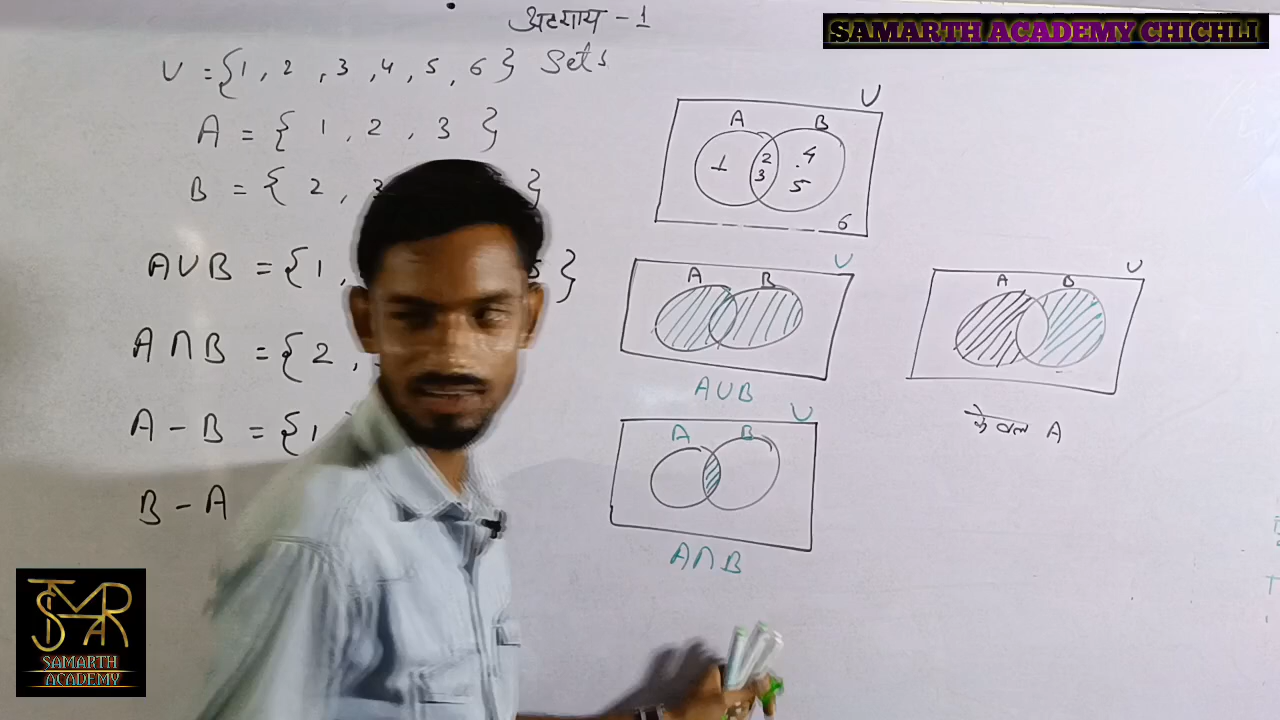 अध्याय - 1
SAMARTH ACADEMY CHICHLI
U = {1, 2, 3, 4, 5, 6} Sets
A = { 1, 2, 3 }
B = { 2, 3 }
A∪B = {1, 5 }
A∩B = {2,
A - B = {1
B - A
U
A B
1 2 3 4 5
6
U
A B
A∪B
U
A B
केवल A
U
A B
A∩B
SMAR
SAMARTH
ACADEMY